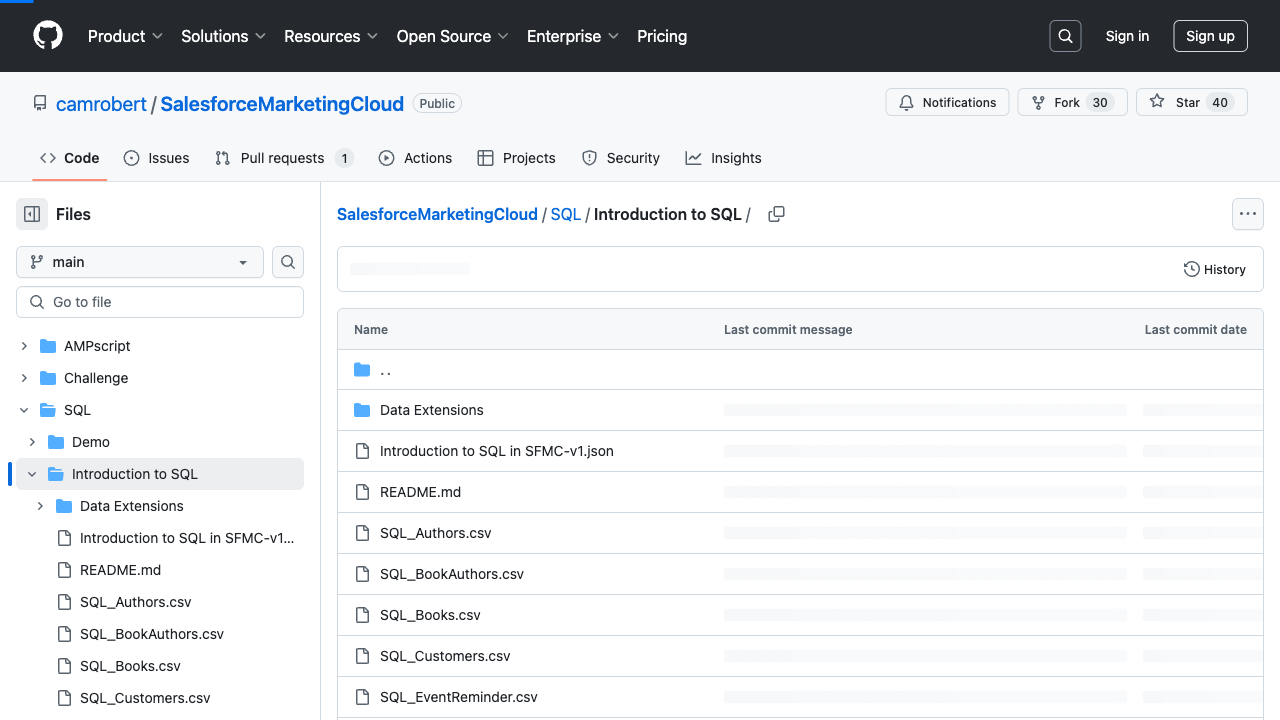 Product Solutions Resources Open Source Enterprise Pricing Sign in Sign up
camrobert / SalesforceMarketingCloud Public Notifications Fork 30 Star 40
Code Issues Pull requests 1 Actions Projects Security Insights
Files
main
Go to file
AMPscript
Challenge
SQL
Demo
Introduction to SQL
Data Extensions
Introduction to SQL in SFMC-v1...
README.md
SQL_Authors.csv
SQL_BookAuthors.csv
SQL_Books.csv
SQL_Customers.csv
SalesforceMarketingCloud / SQL / Introduction to SQL /
History
Name Last commit message Last commit date
..
Data Extensions
Introduction to SQL in SFMC-v1.json
README.md
SQL_Authors.csv
SQL_BookAuthors.csv
SQL_Books.csv
SQL_Customers.csv
SQL_EventReminder.csv